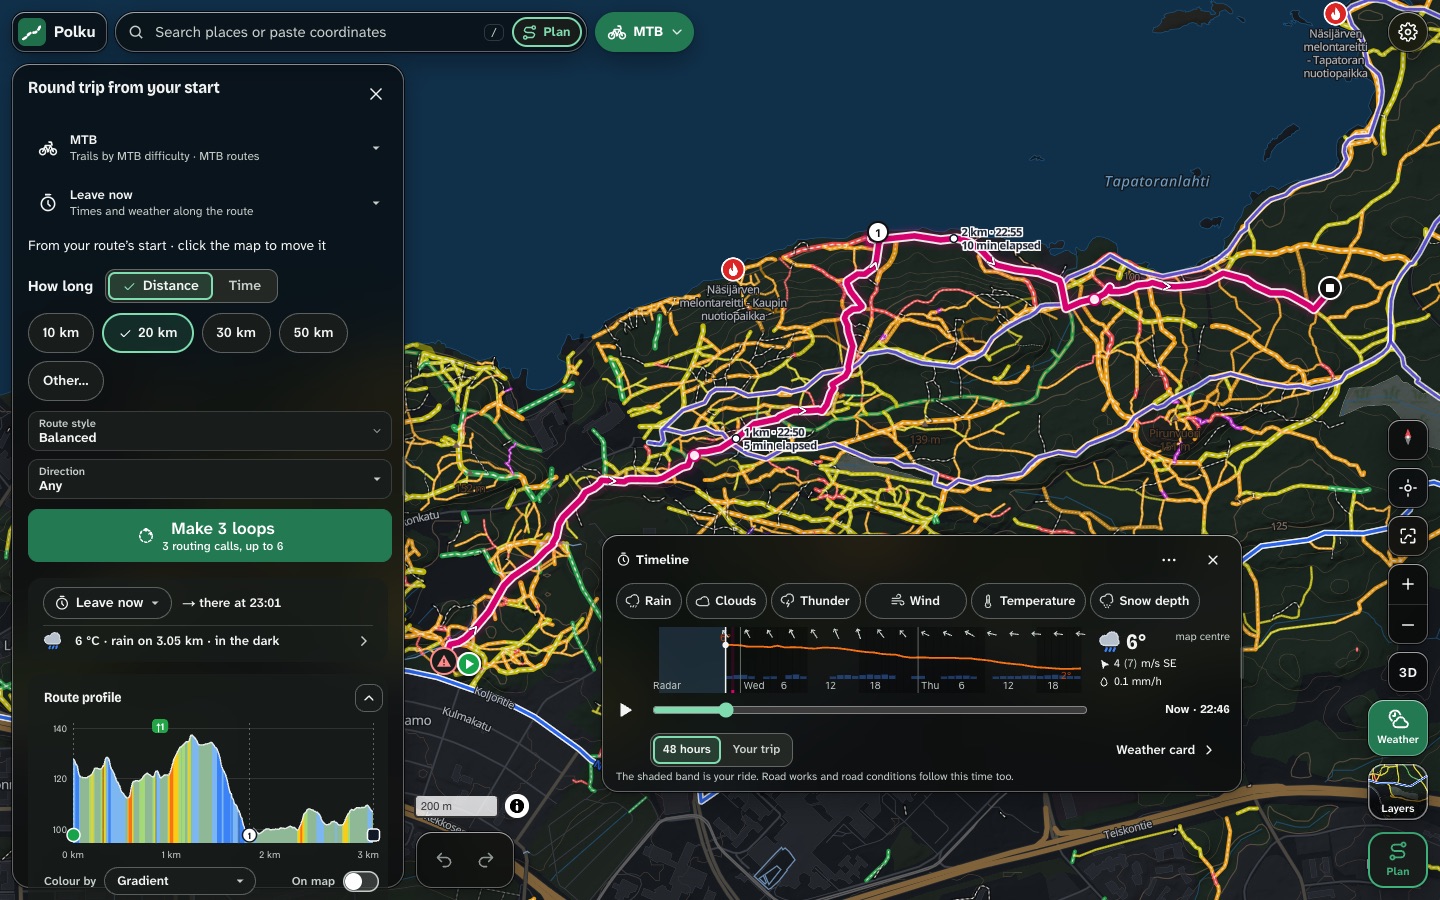 Polku
Search places or paste coordinates
/
Plan
MTB
Round trip from your start
MTB
Trails by MTB difficulty · MTB routes
Leave now
Times and weather along the route
From your route's start · click the map to move it
How long
Distance
Time
10 km
20 km
30 km
50 km
Other...
Route style
Balanced
Direction
Any
Make 3 loops
3 routing calls, up to 6
Leave now
→ there at 23:01
6 °C · rain on 3.05 km · in the dark
Route profile
140
120
100
1
1
0 km
1 km
2 km
3 km
Colour by
Gradient
On map
Näsijärven
melontareitti
- Tapatoran
nuotiopaikka
Tapatoranlahti
1
2 km · 22:55
10 min elapsed
Näsijärven
melontareitti - Kaupin
nuotiopaikka
1 km · 22:50
5 min elapsed
139 m
Pirunvuori
125
Koljontie
Kulmakatu
Teiskontie
200 m
Timeline
Rain
Clouds
Thunder
Wind
Temperature
Snow depth
Radar
Wed
6
12
18
Thu
6
12
18
2°
6°
map centre
4 (7) m/s SE
0.1 mm/h
Now · 22:46
48 hours
Your trip
Weather card
The shaded band is your ride. Road works and road conditions follow this time too.
+
−
3D
Weather
Layers
Plan